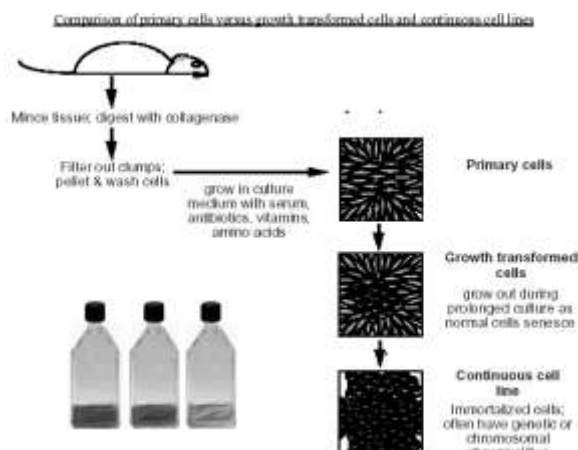 Comparison of primary cells versus growth transformed cells and continuous cell lines
Mince tissue; digest with collagenase
Filter out clumps;
pellet & wash cells
grow in culture
medium with serum,
antibiotics, vitamins,
amino acids
Primary cells
Growth transformed
cells
grow out during
prolonged culture as
normal cells senesce
Continuous cell
line
Immortalized cells;
often have genetic or
chromosomal